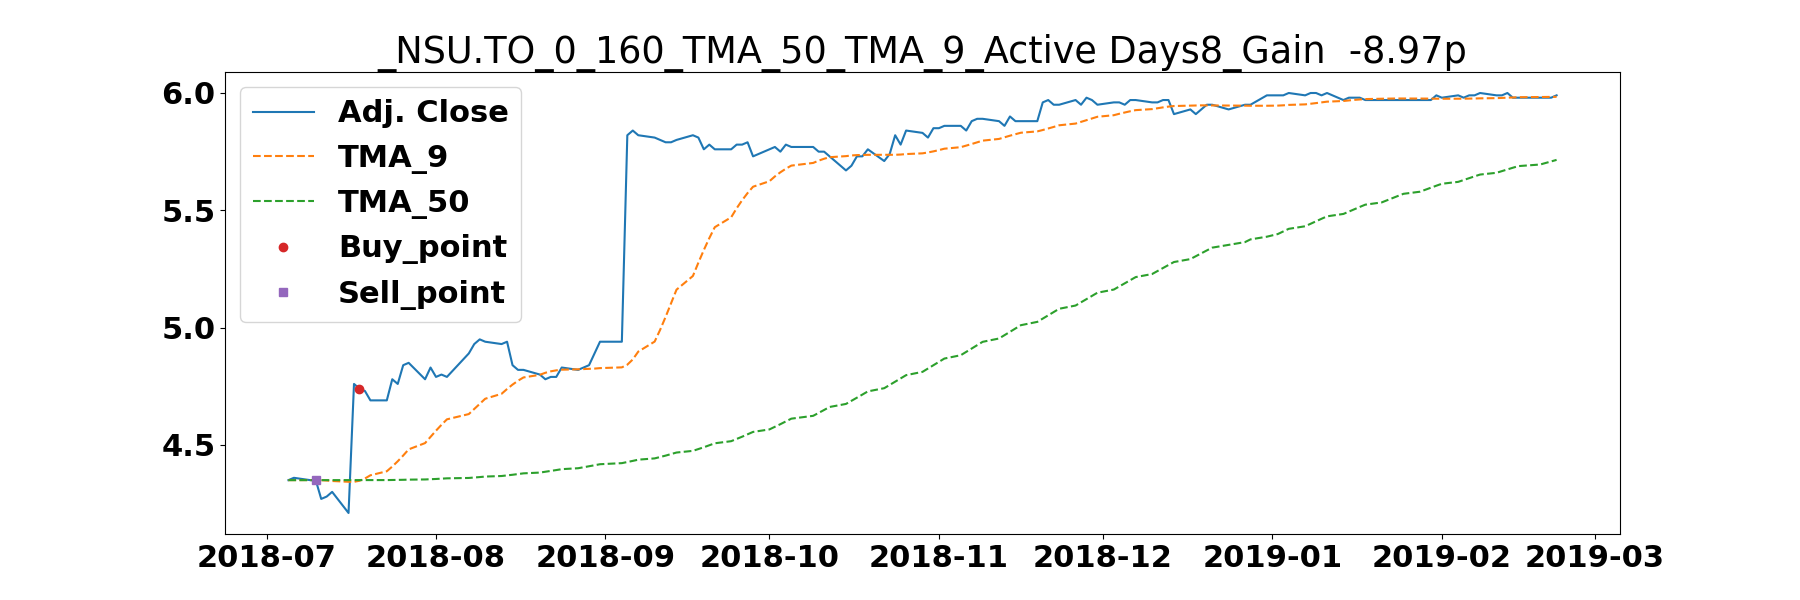 _NSU.TO_0_160_TMA_50_TMA_9_Active Days8_Gain  -8.97p
6.0
5.5
5.0
4.5
Adj. Close
TMA_9
TMA_50
Buy_point
Sell_point
2018-07 2018-08 2018-09 2018-10 2018-11 2018-12 2019-01 2019-02 2019-03